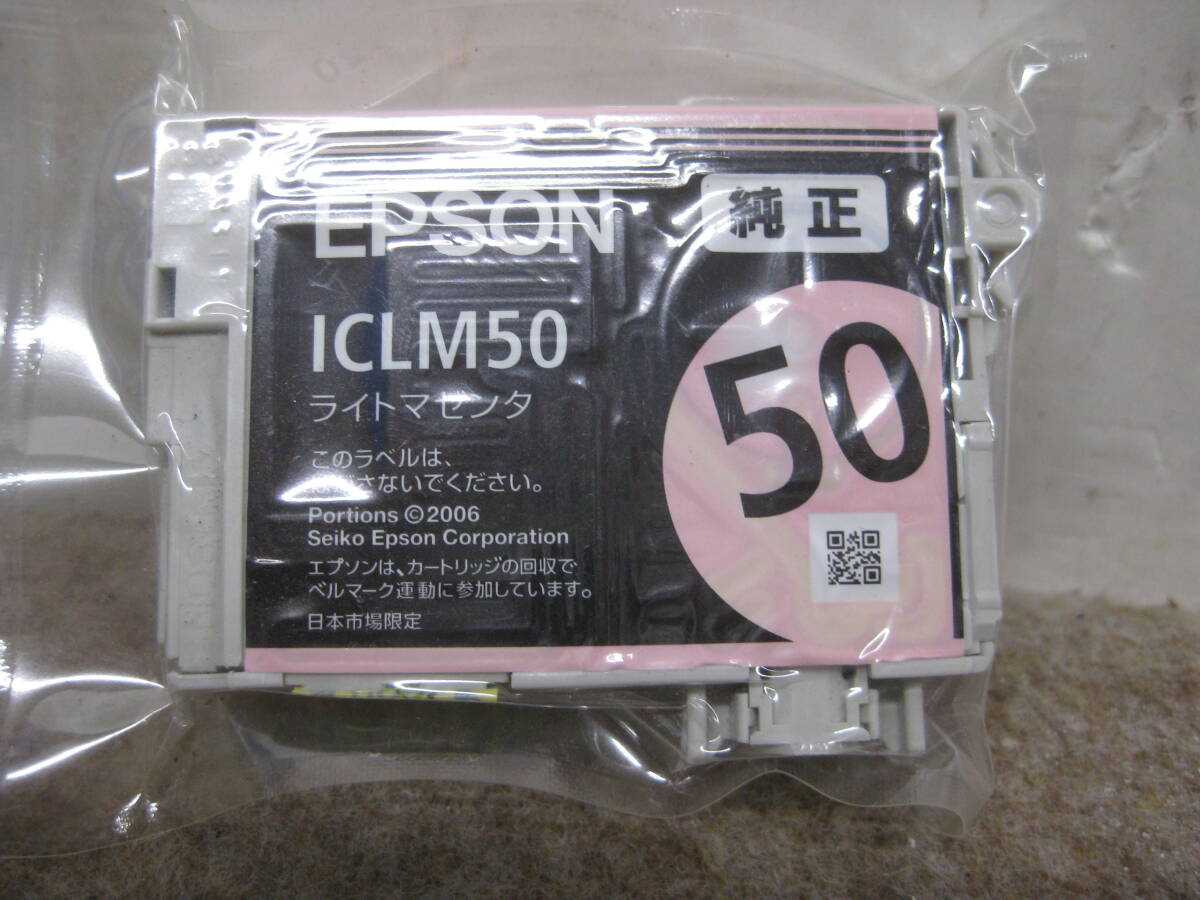 EPSON
純正
ICLM50
ライトマゼンタ
50
このラベルは、
はがさないでください。
Portions ©2006
Seiko Epson Corporation
エプソンは、カートリッジの回収で
ベルマーク運動に参加しています。
日本市場限定